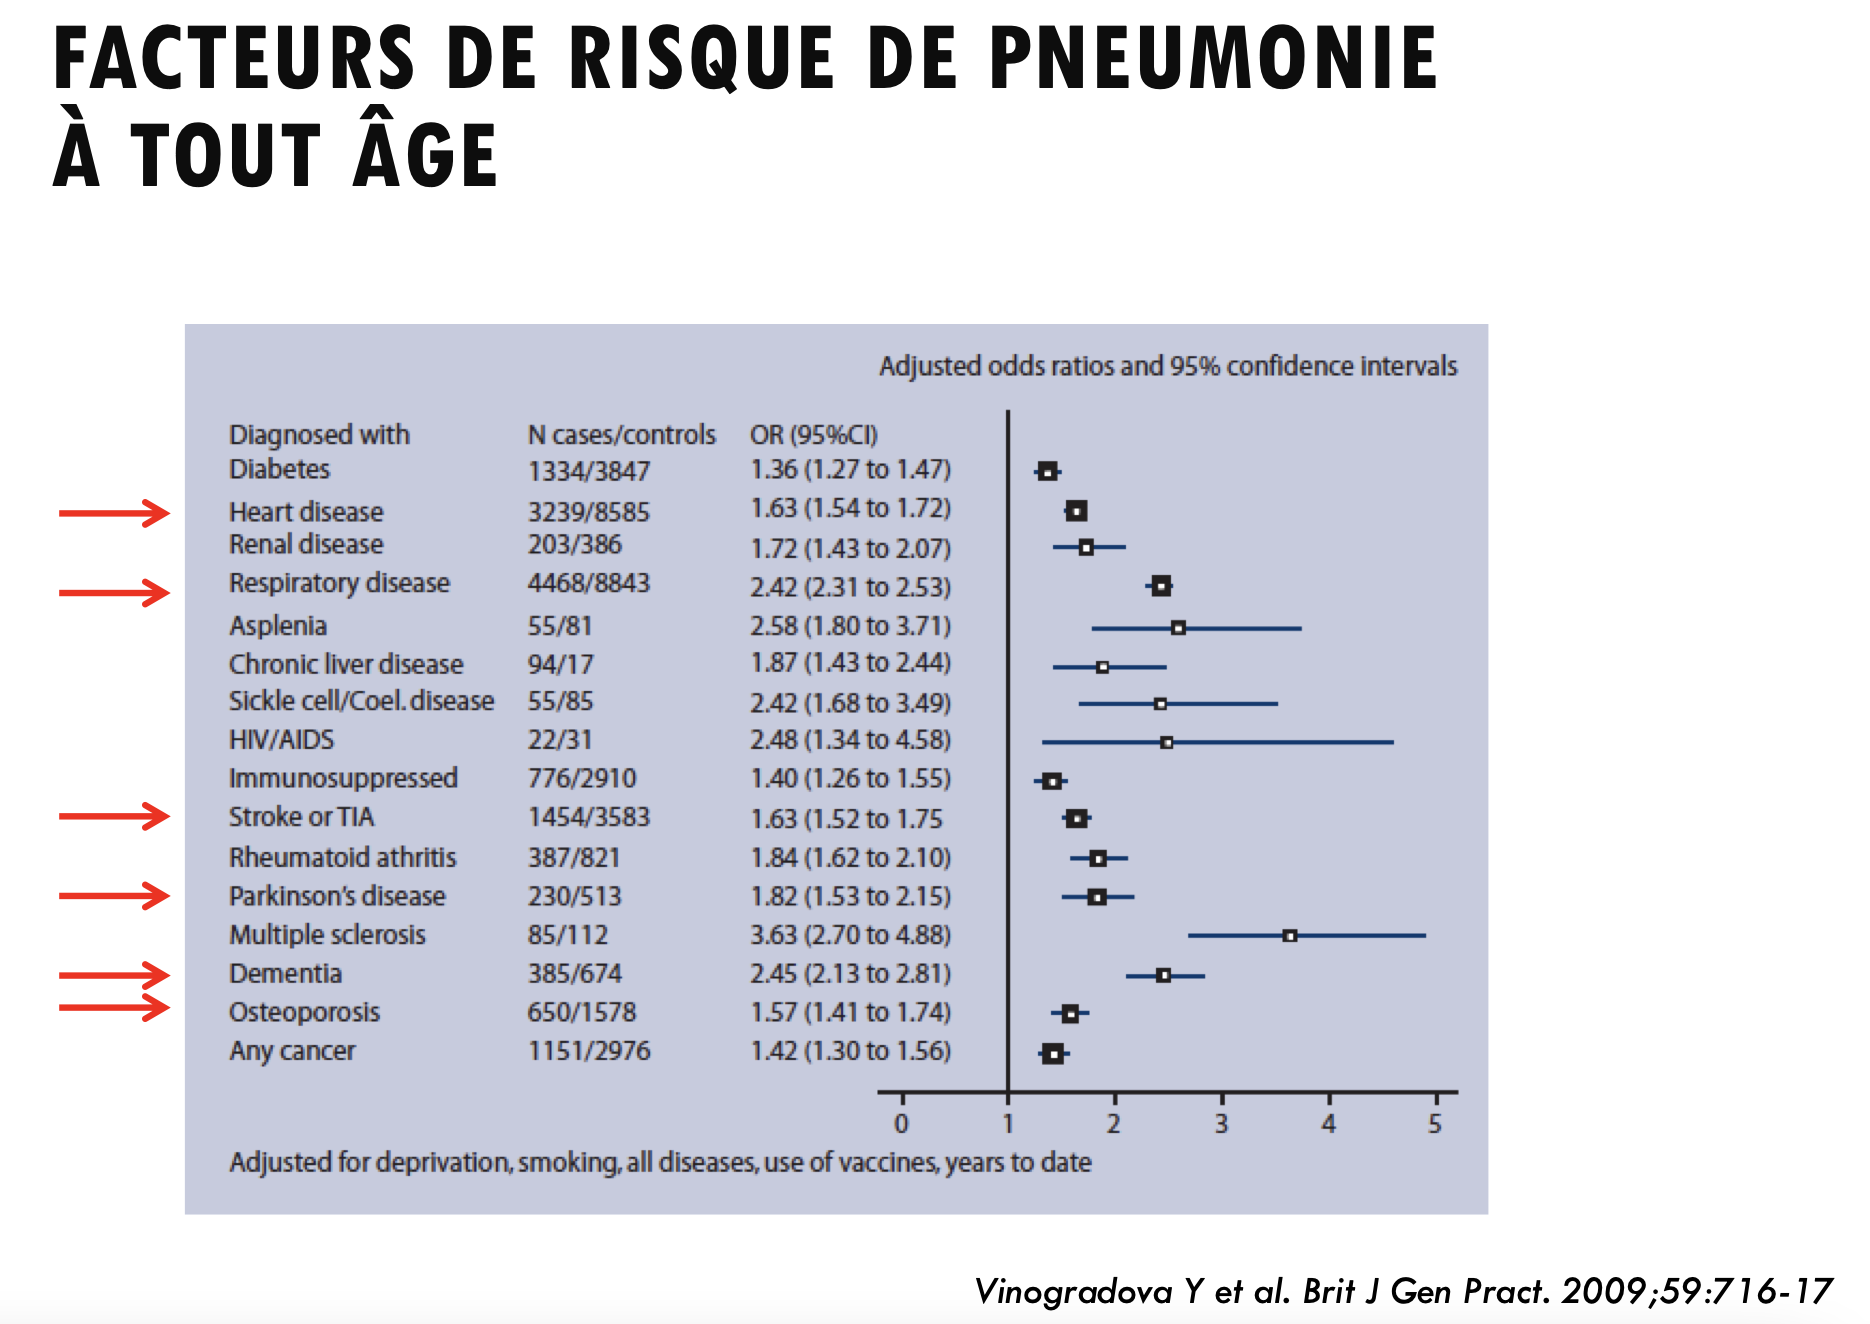 FACTEURS DE RISQUE DE PNEUMONIE
À TOUT ÂGE
Adjusted odds ratios and 95% confidence intervals
Diagnosed with N cases/controls OR (95%CI)
Diabetes 1334/3847 1.36 (1.27 to 1.47)
Heart disease 3239/8585 1.63 (1.54 to 1.72)
Renal disease 203/386 1.72 (1.43 to 2.07)
Respiratory disease 4468/8843 2.42 (2.31 to 2.53)
Asplenia 55/81 2.58 (1.80 to 3.71)
Chronic liver disease 94/17 1.87 (1.43 to 2.44)
Sickle cell/Coel. disease 55/85 2.42 (1.68 to 3.49)
HIV/AIDS 22/31 2.48 (1.34 to 4.58)
Immunosuppressed 776/2910 1.40 (1.26 to 1.55)
Stroke or TIA 1454/3583 1.63 (1.52 to 1.75
Rheumatoid athritis 387/821 1.84 (1.62 to 2.10)
Parkinson's disease 230/513 1.82 (1.53 to 2.15)
Multiple sclerosis 85/112 3.63 (2.70 to 4.88)
Dementia 385/674 2.45 (2.13 to 2.81)
Osteoporosis 650/1578 1.57 (1.41 to 1.74)
Any cancer 1151/2976 1.42 (1.30 to 1.56)
0 1 2 3 4 5
Adjusted for deprivation, smoking, all diseases, use of vaccines, years to date
Vinogradova Y et al. Brit J Gen Pract. 2009;59:716-17